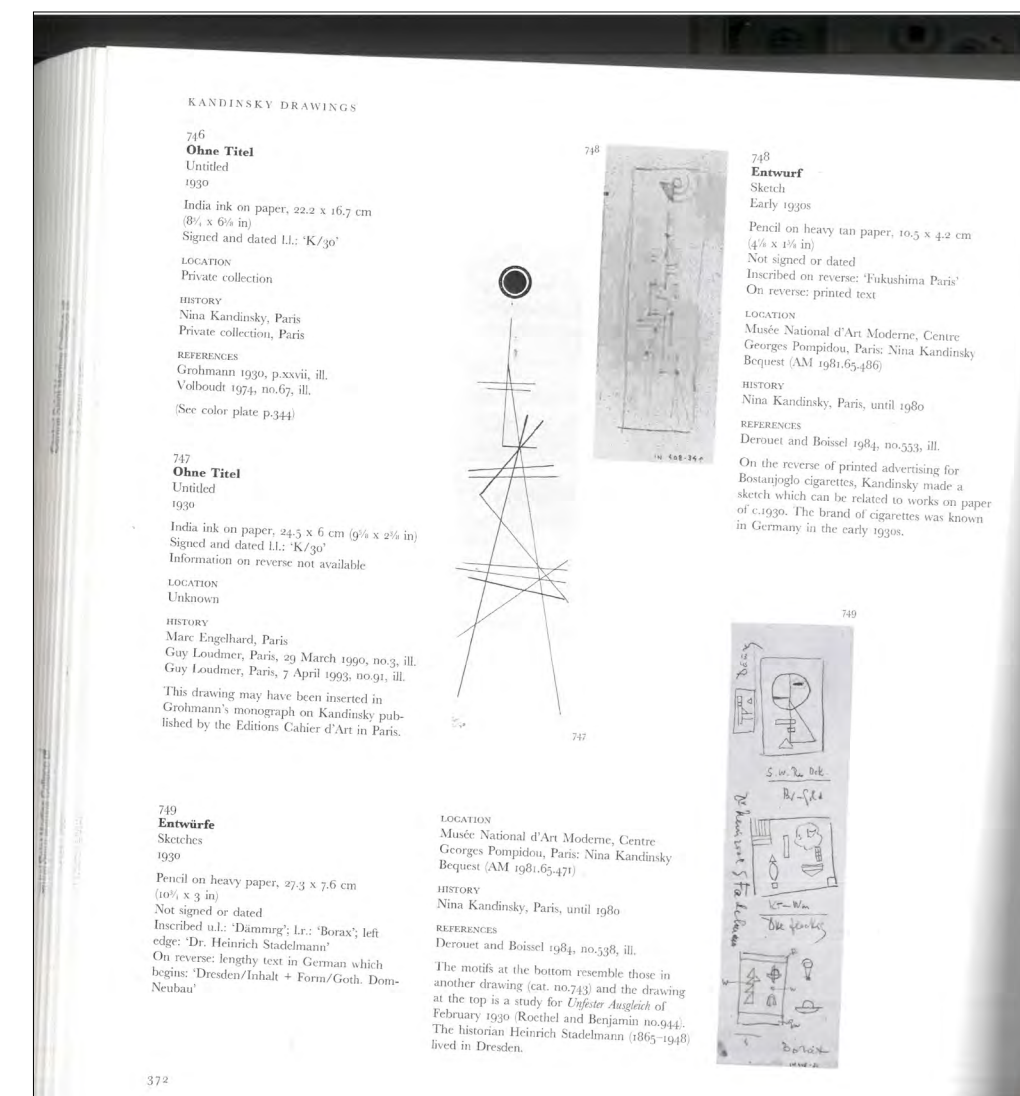 KANDINSKY DRAWINGS
746
Ohne Titel
Untitled
1930
India ink on paper, 22.2 x 16.7 cm
(8¾ x 6⅝ in)
Signed and dated l.l.: ‘K/30’
LOCATION
Private collection
HISTORY
Nina Kandinsky, Paris
Private collection, Paris
REFERENCES
Grohmann 1930, p.xxvii, ill.
Volboudt 1974, no.67, ill.
(See color plate p.344)
747
Ohne Titel
Untitled
1930
India ink on paper, 24.5 x 6 cm (9⅝ x 2⅜ in)
Signed and dated l.l.: ‘K/30’
Information on reverse not available
LOCATION
Unknown
HISTORY
Marc Engelhard, Paris
Guy Loudmer, Paris, 29 March 1990, no.3, ill.
Guy Loudmer, Paris, 7 April 1993, no.91, ill.
This drawing may have been inserted in
Grohmann's monograph on Kandinsky pub-
lished by the Editions Cahier d'Art in Paris.
747
748
748
Entwurf
Sketch
Early 1930s
Pencil on heavy tan paper, 10.5 x 4.2 cm
(4⅛ x 1⅝ in)
Not signed or dated
Inscribed on reverse: ‘Fukushima Paris’
On reverse: printed text
LOCATION
Musée National d'Art Moderne, Centre
Georges Pompidou, Paris: Nina Kandinsky
Bequest (AM 1981.65.486)
HISTORY
Nina Kandinsky, Paris, until 1980
REFERENCES
Derouet and Boissel 1984, no.553, ill.
On the reverse of printed advertising for
Bostanjoglo cigarettes, Kandinsky made a
sketch which can be related to works on paper
of c.1930. The brand of cigarettes was known
in Germany in the early 1930s.
749
Entwürfe
Sketches
1930
Pencil on heavy paper, 27.3 x 7.6 cm
(10¾ x 3 in)
Not signed or dated
Inscribed u.l.: ‘Dämmrg’; l.r.: ‘Borax’; left
edge: ‘Dr. Heinrich Stadelmann’
On reverse: lengthy text in German which
begins: ‘Dresden/Inhalt + Form/Goth. Dom-
Neubau’
LOCATION
Musée National d'Art Moderne, Centre
Georges Pompidou, Paris: Nina Kandinsky
Bequest (AM 1981.65.471)
HISTORY
Nina Kandinsky, Paris, until 1980
REFERENCES
Derouet and Boissel 1984, no.538, ill.
The motifs at the bottom resemble those in
another drawing (cat. no.743) and the drawing
at the top is a study for Unfester Ausgleich of
February 1930 (Roethel and Benjamin no.944).
The historian Heinrich Stadelmann (1865–1948)
lived in Dresden.
749
Dr Heinrich Stadelmann
Borax
372